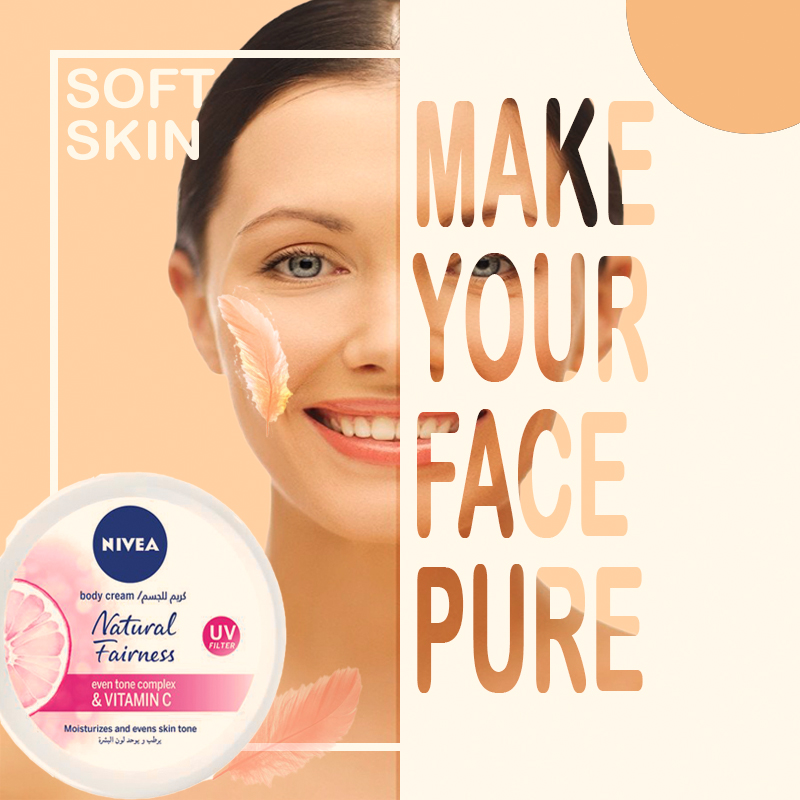 SOFT
SKIN
MAKE
YOUR
FACE
PURE
NIVEA
body cream /كريم للجسم
Natural
Fairness
UV
FILTER
even tone complex
& VITAMIN C
Moisturizes and evens skin tone
يرطب و يوحد لون البشرة